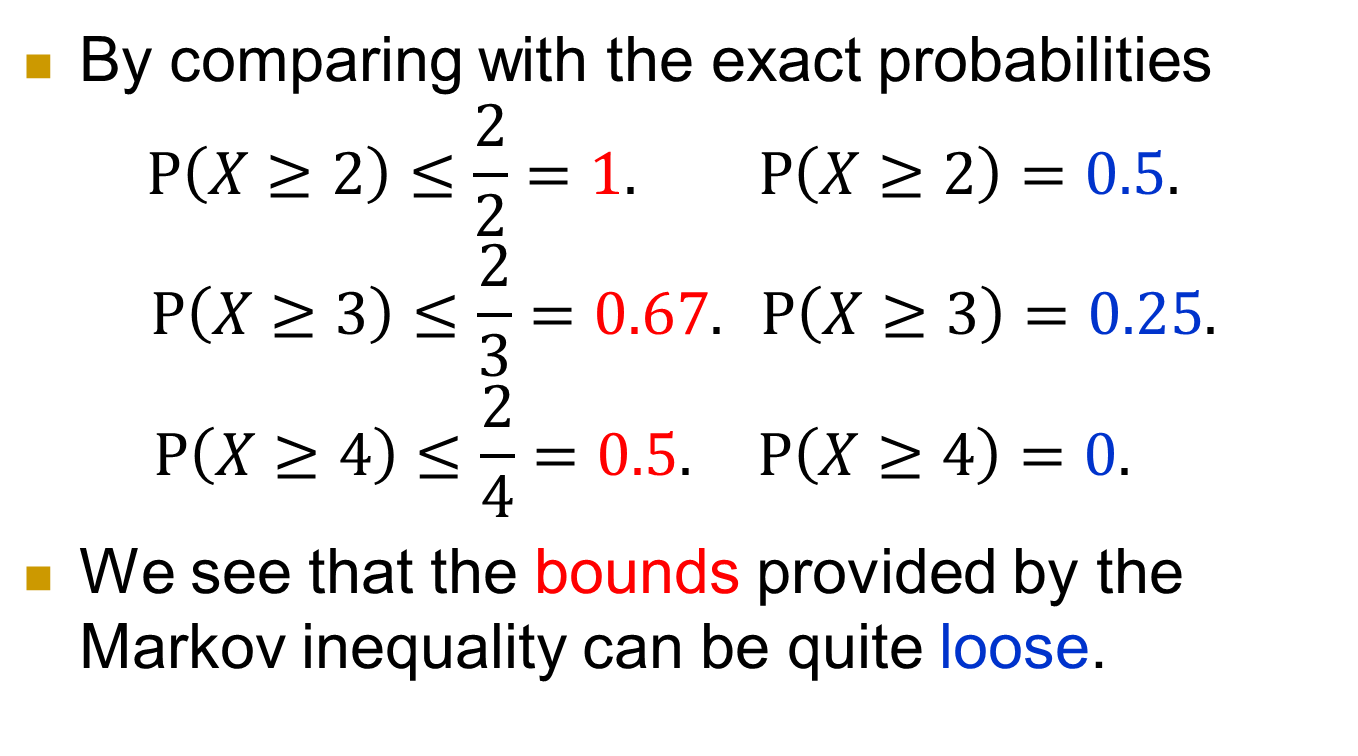 By comparing with the exact probabilities
P(X ≥ 2) ≤ 2/2 = 1. P(X ≥ 2) = 0.5.
P(X ≥ 3) ≤ 2/3 = 0.67. P(X ≥ 3) = 0.25.
P(X ≥ 4) ≤ 2/4 = 0.5. P(X ≥ 4) = 0.
We see that the bounds provided by the
Markov inequality can be quite loose.